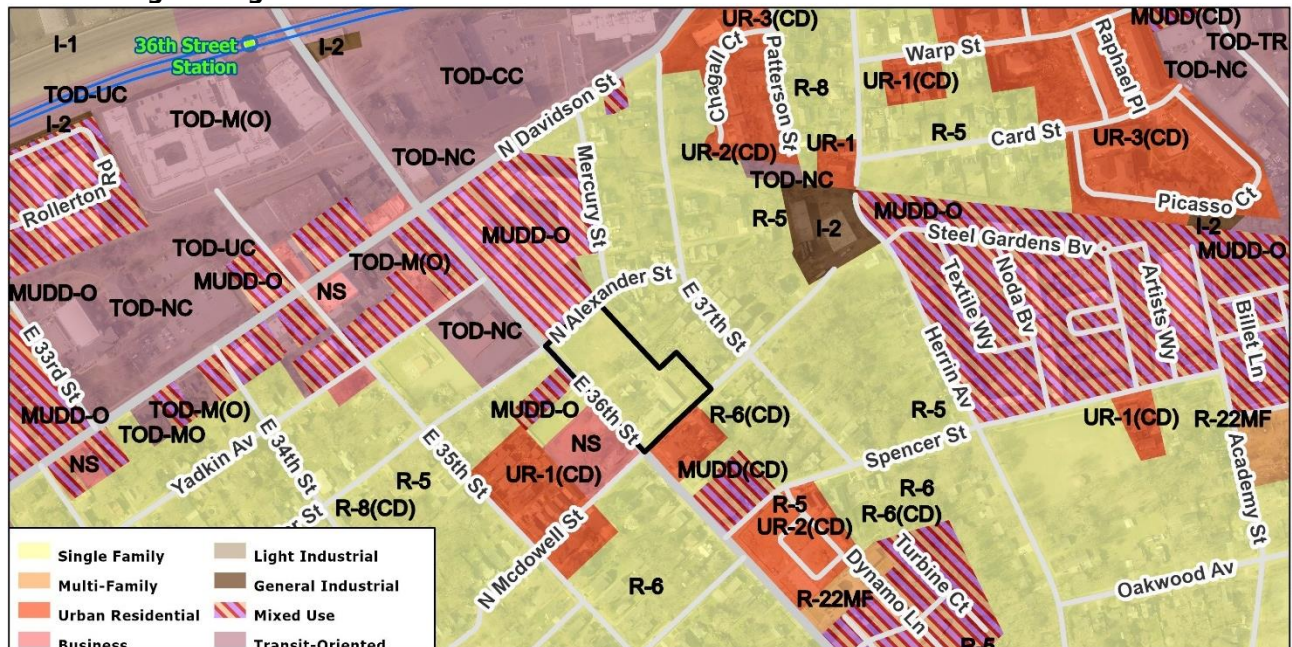 UR-3(CD)
MUDD(CD)
I-1
36th Street
Station
I-2
TOD-CC
N Davidson St
Chagall Ct
Patterson St
Warp St
Raphael Pl
TOD-TR
TOD-NC
R-8
UR-1(CD)
TOD-UC
TOD-M(O)
I-2
R-5
Card St
UR-3(CD)
TOD-NC
Mercury St
UR-2(CD)
UR-1
TOD-NC
Picasso Ct
Rollerton Rd
R-5
I-2
MUDD-O
I-2
MUDD-O
Steel Gardens Bv
MUDD-O
TOD-UC
MUDD-O
TOD-M(O)
N Alexander St
E 37th St
Textile Wy
Noda Bv
Artists Wy
Billet Ln
MUDD-O
TOD-NC
NS
TOD-NC
E 33rd St
Herrin Av
E 36th St
MUDD-O
TOD-M(O)
TOD-MO
MUDD-O
R-6(CD)
R-5
UR-1(CD)
R-22MF
Yadkin Av
E 34th St
E 35th St
NS
NS
UR-1(CD)
MUDD(CD)
Spencer St
Academy St
R-5
R-8(CD)
R-5
UR-2(CD)
R-6
R-6(CD)
N Mcdowell St
R-6
Dynamo Ln
Turbine Ct
R-22MF
Oakwood Av
R-5
Single Family
Light Industrial
Multi-Family
General Industrial
Urban Residential
Mixed Use
Business
Transit-Oriented